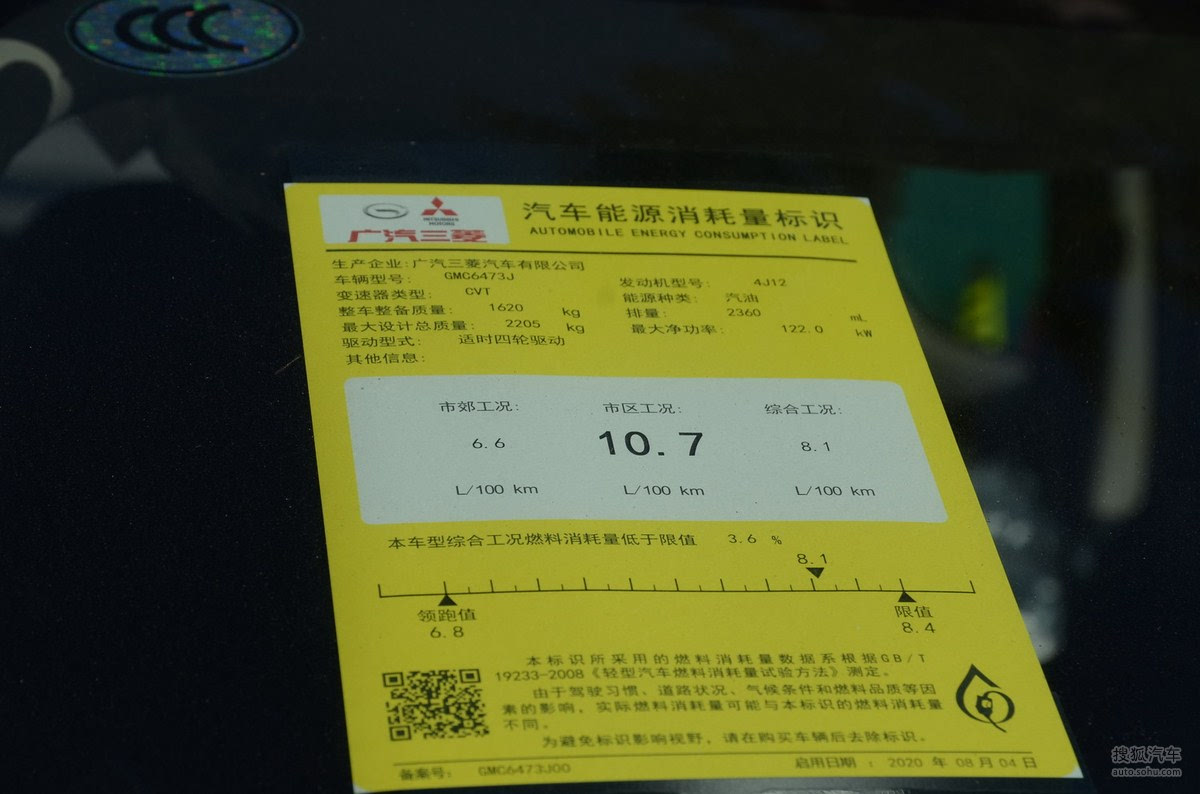 CCC
MITSUBISHI
MOTORS
广汽三菱
汽车能源消耗量标识
AUTOMOBILE ENERGY CONSUMPTION LABEL
生产企业:广汽三菱汽车有限公司
车辆型号: GMC6473J 发动机型号: 4J12
变速器类型: CVT 能源种类: 汽油
整车整备质量: 1620 kg 排量: 2360 mL
最大设计总质量: 2205 kg 最大净功率: 122.0 kW
驱动型式: 适时四轮驱动
其他信息:
市郊工况: 市区工况: 综合工况:
6.6 10.7 8.1
L/100 km L/100 km L/100 km
本车型综合工况燃料消耗量低于限值 3.6 %
8.1
领跑值 限值
6.8 8.4
本标识所采用的燃料消耗量数据系根据GB/T
19233-2008《轻型汽车燃料消耗量试验方法》测定。
由于驾驶习惯、道路状况、气候条件和燃料品质等因
素的影响，实际燃料消耗量可能与本标识的燃料消耗量
不同。
为避免标识影响视野，请在购买车辆后去除标识。
备案号: GMC6473J00 启用日期 : 2020 年 08 月 04 日
搜狐汽车
auto.sohu.com